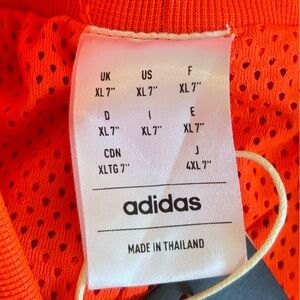 UK US F
XL 7" XL 7" XL 7"
D I E
XL 7" XL 7" XL 7"
CDN J
XLTG 7" 4XL 7"
adidas
MADE IN THAILAND